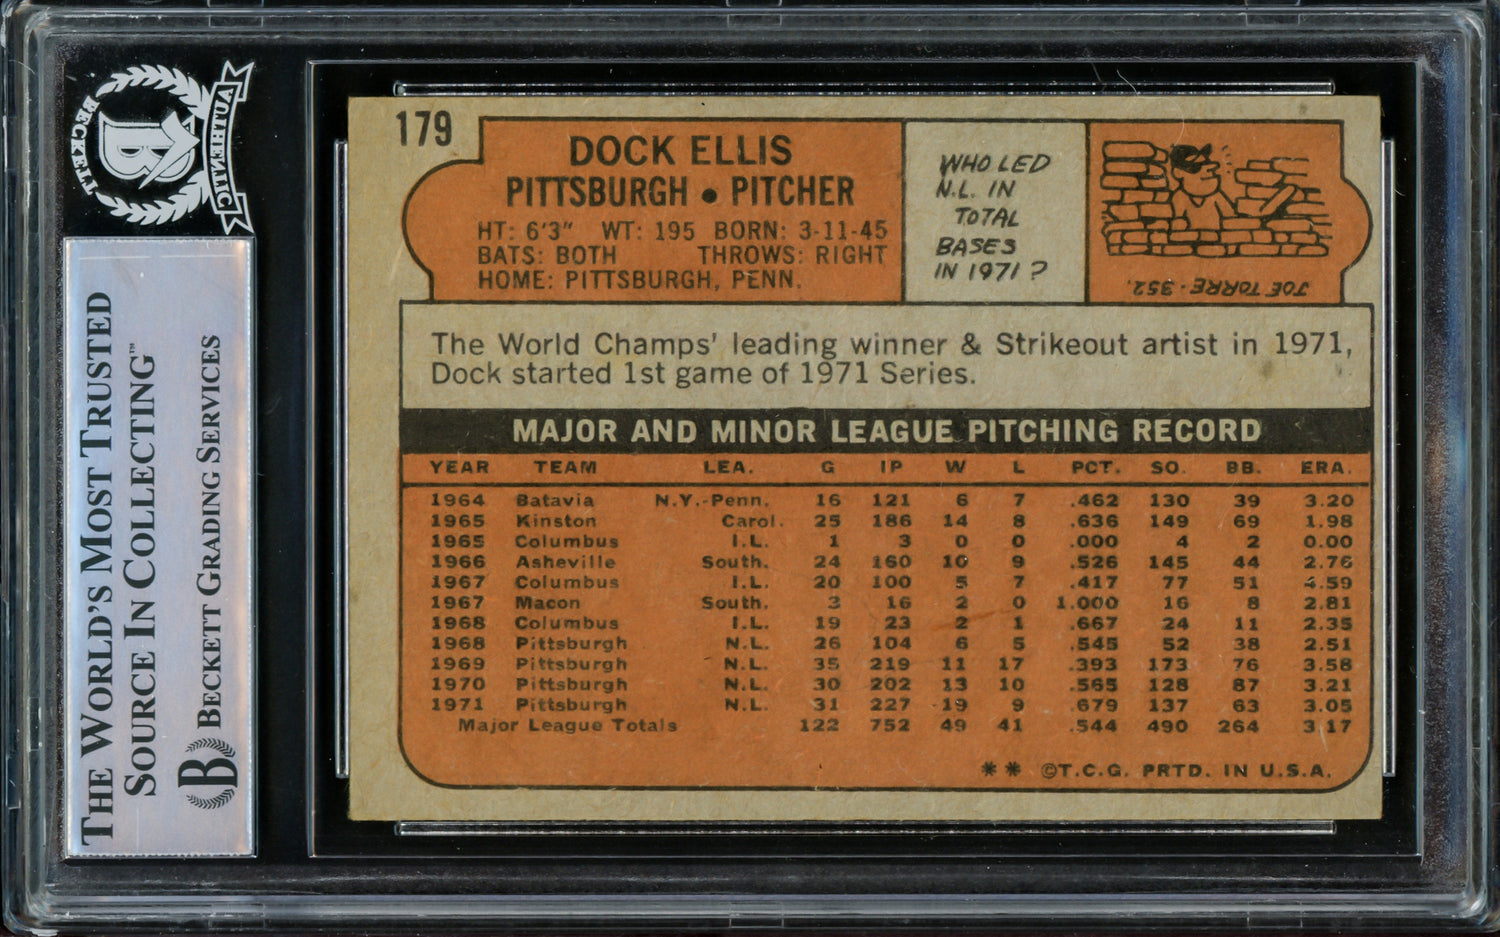 BECKETT
AUTHENTIC
B
THE WORLD'S MOST TRUSTED
SOURCE IN COLLECTING™
B BECKETT GRADING SERVICES
179
DOCK ELLIS
PITTSBURGH • PITCHER
HT: 6'3" WT: 195 BORN: 3-11-45
BATS: BOTH THROWS: RIGHT
HOME: PITTSBURGH, PENN.
WHO LED
N.L. IN
TOTAL
BASES
IN 1971?
JOE TORRE - 352.
The World Champs' leading winner & Strikeout artist in 1971,
Dock started 1st game of 1971 Series.
MAJOR AND MINOR LEAGUE PITCHING RECORD
YEAR TEAM LEA. G IP W L PCT. SO. BB. ERA.
1964 Batavia N.Y.-Penn. 16 121 6 7 .462 130 39 3.20
1965 Kinston Carol. 25 186 14 8 .636 149 69 1.98
1965 Columbus I.L. 1 3 0 0 .000 4 2 0.00
1966 Asheville South. 24 160 10 9 .526 145 44 2.76
1967 Columbus I.L. 20 100 5 7 .417 77 51 4.59
1967 Macon South. 3 16 2 0 1.000 16 8 2.81
1968 Columbus I.L. 19 23 2 1 .667 24 11 2.35
1968 Pittsburgh N.L. 26 104 6 5 .545 52 38 2.51
1969 Pittsburgh N.L. 35 219 11 17 .393 173 76 3.58
1970 Pittsburgh N.L. 30 202 13 10 .565 128 87 3.21
1971 Pittsburgh N.L. 31 227 19 9 .679 137 63 3.05
Major League Totals 122 752 49 41 .544 490 264 3.17
** ©T.C.G. PRTD. IN U.S.A.